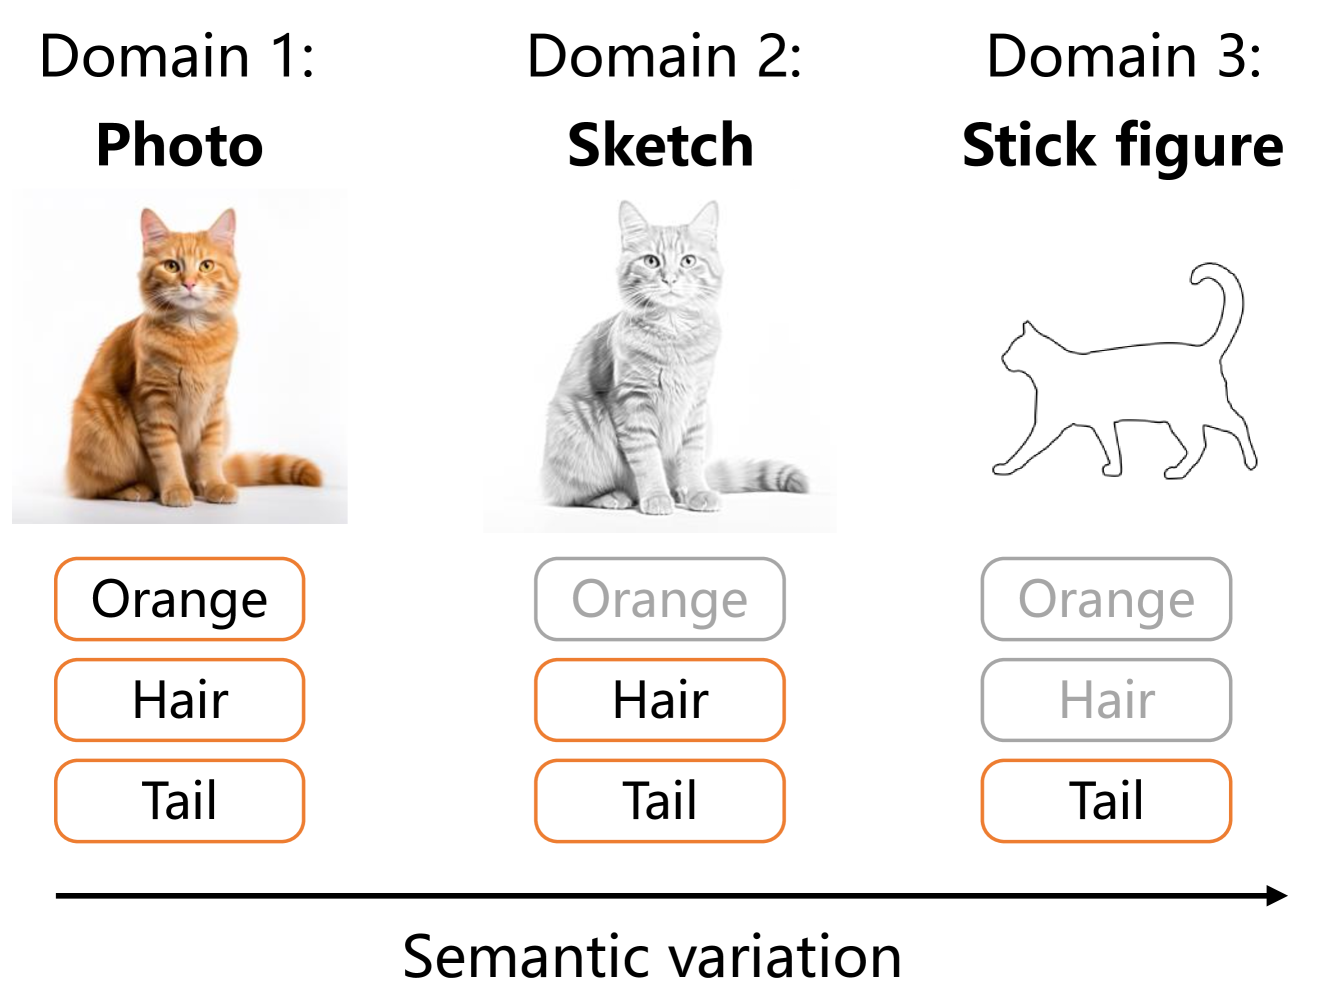 Domain 1:
Photo
Orange
Hair
Tail
Domain 2:
Sketch
Orange
Hair
Tail
Domain 3:
Stick figure
Orange
Hair
Tail
Semantic variation